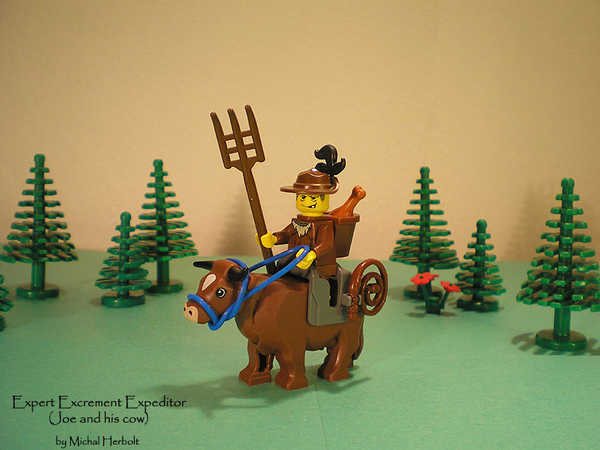 Expert Excrement Expeditor
(Joe and his cow)
by Michal Herbolt